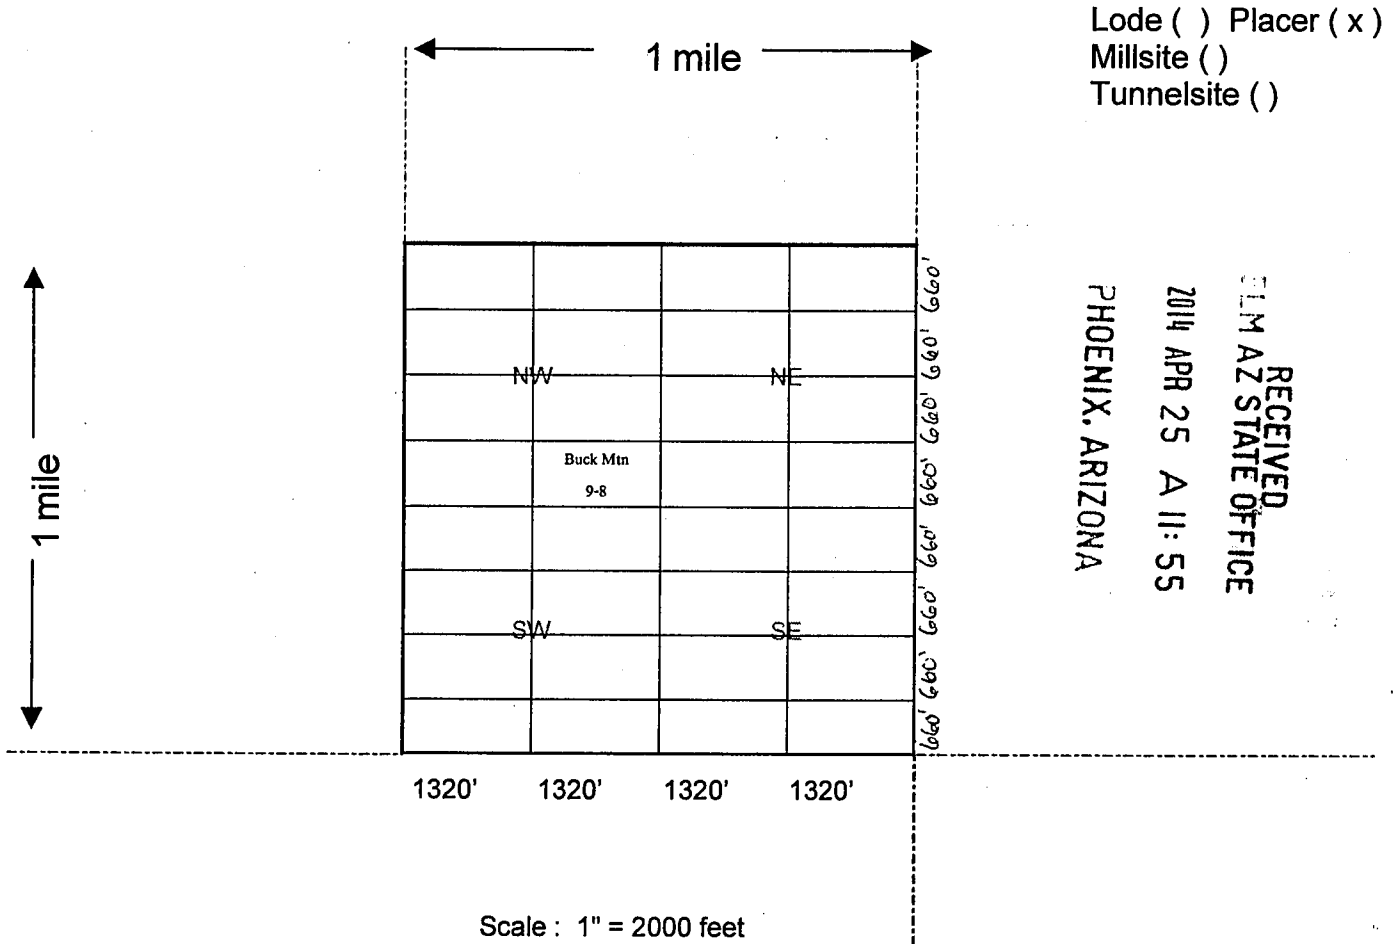 Lode ( ) Placer ( x )
Millsite ( )
Tunnelsite ( )
1 mile
1 mile
NW
NE
Buck Mtn
9-8
SW
SE
660'
660'
660'
660'
660'
660'
660'
660'
1320' 1320' 1320' 1320'
Scale : 1" = 2000 feet
RECEIVED
AZ STATE OFFICE
2014 APR 25 A 11: 55
PHOENIX, ARIZONA